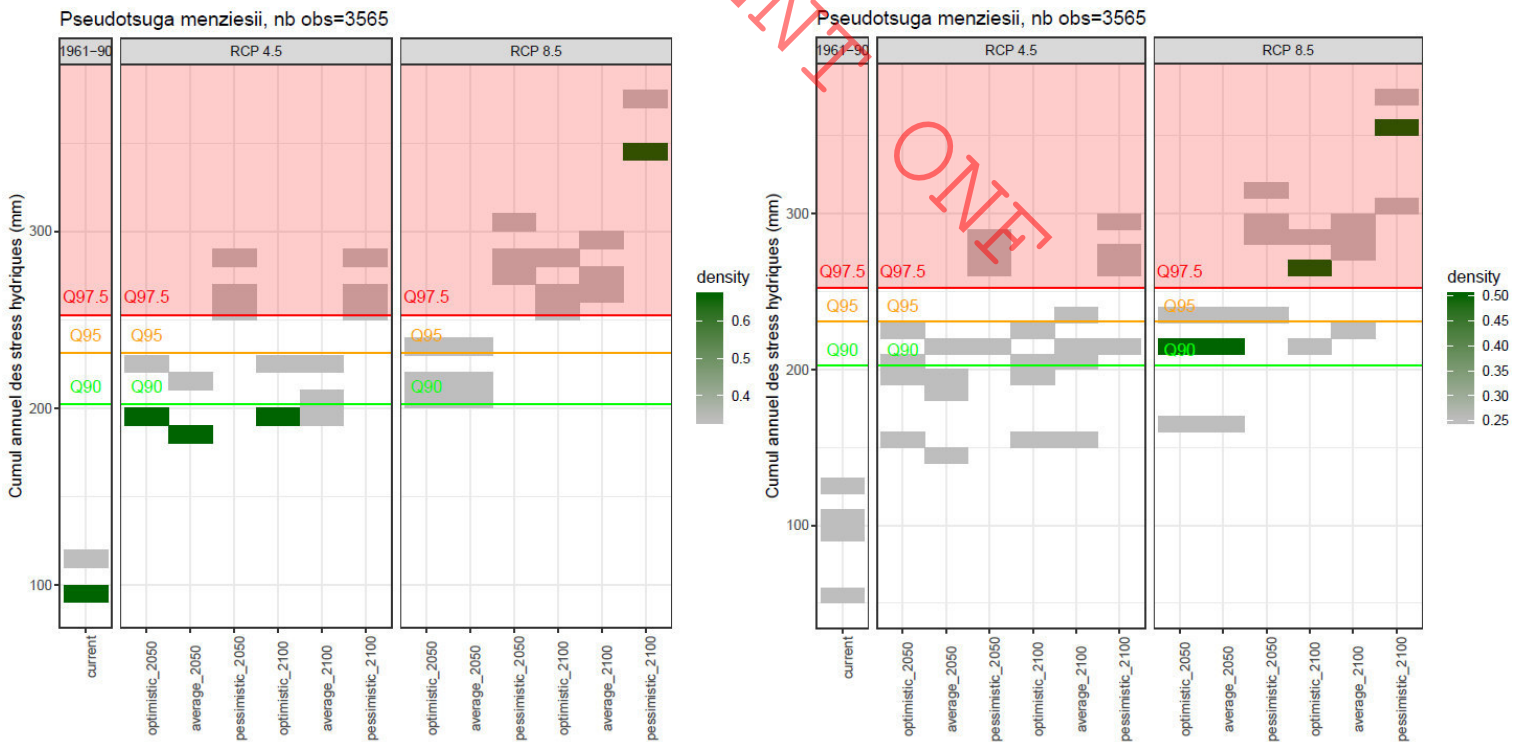 Pseudotsuga menziesii, nb obs=3565
1961−90
RCP 4.5
RCP 8.5
Cumul annuel des stress hydriques (mm)
300
200
100
Q97.5
Q97.5
Q97.5
Q95
Q95
Q95
Q90
Q90
Q90
current
optimistic_2050
average_2050
pessimistic_2050
optimistic_2100
average_2100
pessimistic_2100
optimistic_2050
average_2050
pessimistic_2050
optimistic_2100
average_2100
pessimistic_2100
density
0.6
0.5
0.4
Pseudotsuga menziesii, nb obs=3565
1961−90
RCP 4.5
RCP 8.5
Cumul annuel des stress hydriques (mm)
300
200
100
Q97.5
Q97.5
Q97.5
Q95
Q95
Q95
Q90
Q90
Q90
current
optimistic_2050
average_2050
pessimistic_2050
optimistic_2100
average_2100
pessimistic_2100
optimistic_2050
average_2050
pessimistic_2050
optimistic_2100
average_2100
pessimistic_2100
density
0.50
0.45
0.40
0.35
0.30
0.25